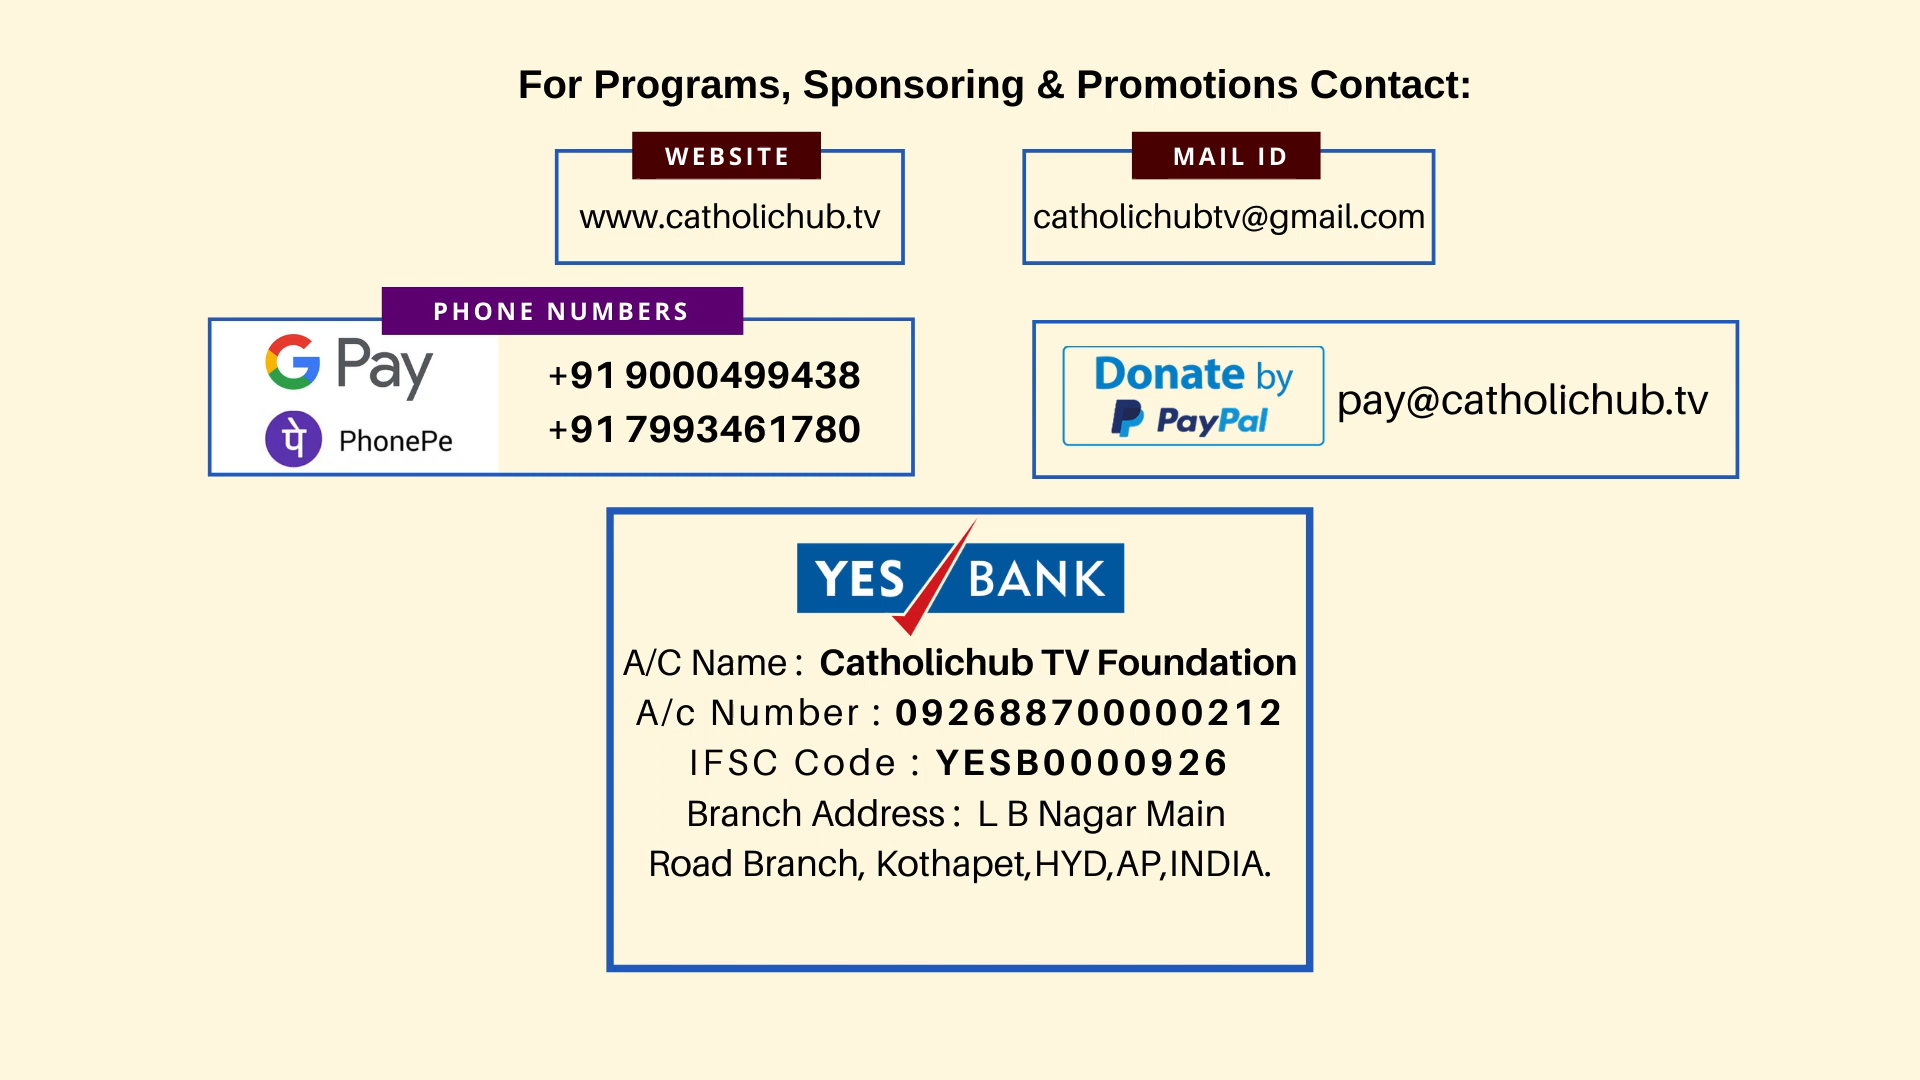 For Programs, Sponsoring & Promotions Contact:
WEBSITE
www.catholichub.tv
MAIL ID
catholichubtv@gmail.com
PHONE NUMBERS
G Pay
पे PhonePe
+91 9000499438
+91 7993461780
Donate by
PayPal
pay@catholichub.tv
YES BANK
A/C Name : Catholichub TV Foundation
A/c Number : 092688700000212
IFSC Code : YESB0000926
Branch Address : L B Nagar Main
Road Branch, Kothapet,HYD,AP,INDIA.